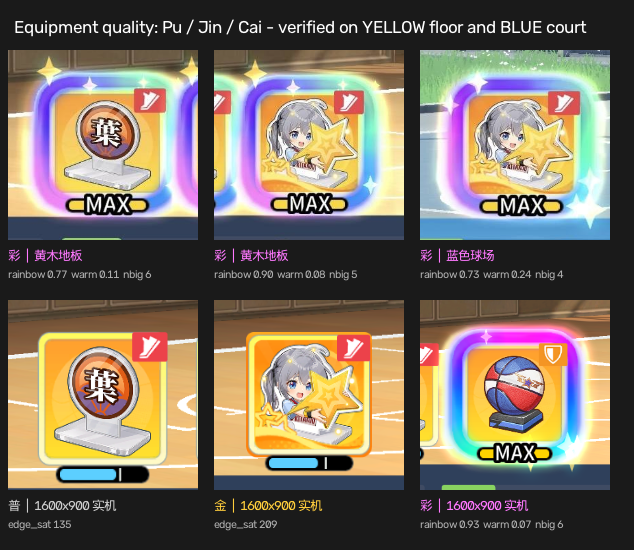 Equipment quality: Pu / Jin / Cai - verified on YELLOW floor and BLUE court
葉
MAX
MAX
MAX
彩 | 黄木地板
彩 | 黄木地板
彩 | 蓝色球场
rainbow 0.77 warm 0.11 nbig 6
rainbow 0.90 warm 0.08 nbig 5
rainbow 0.73 warm 0.24 nbig 4
葉
MAX
普 | 1600x900 实机
金 | 1600x900 实机
彩 | 1600x900 实机
edge_sat 135
edge_sat 209
rainbow 0.93 warm 0.07 nbig 6